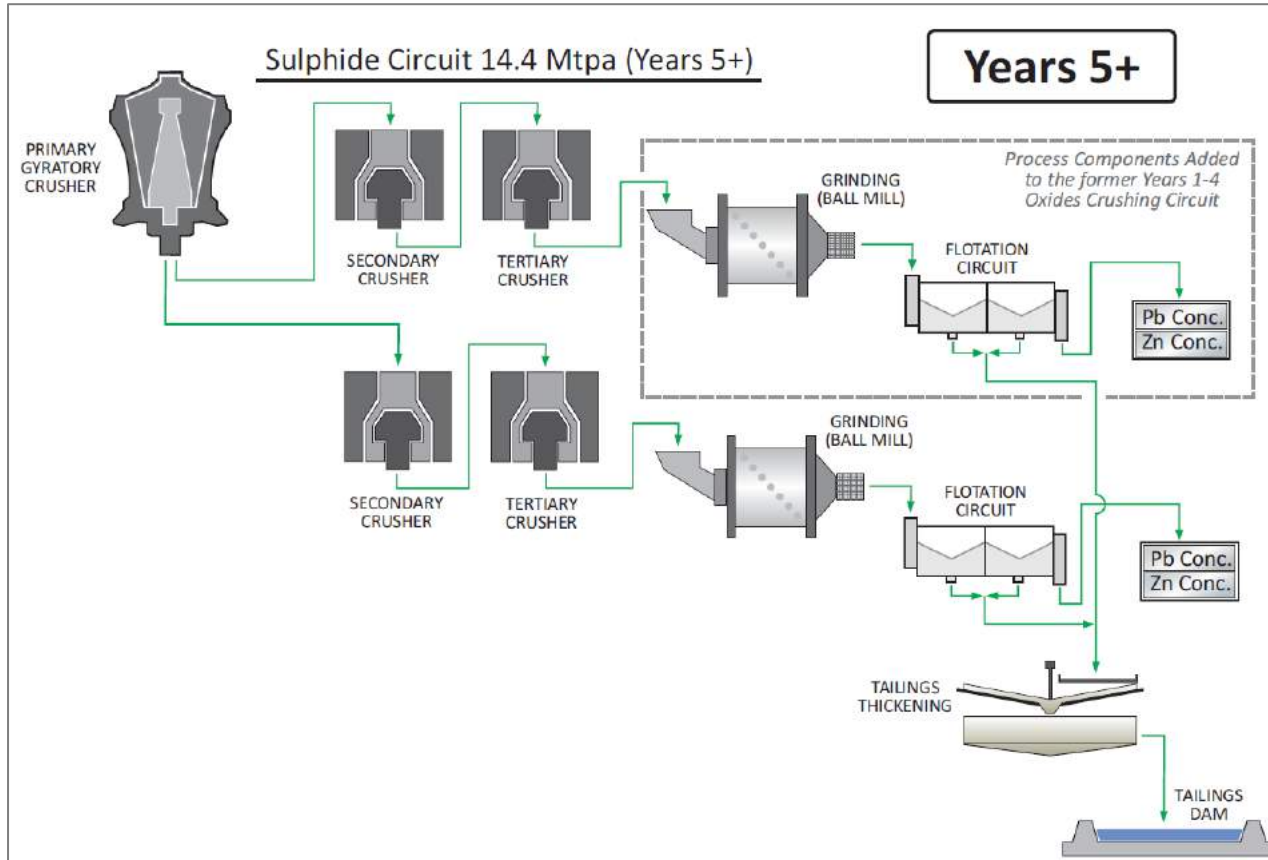 Sulphide Circuit 14.4 Mtpa (Years 5+)
Years 5+
PRIMARY
GYRATORY
CRUSHER
SECONDARY
CRUSHER
TERTIARY
CRUSHER
GRINDING
(BALL MILL)
Process Components Added
to the former Years 1-4
Oxides Crushing Circuit
FLOTATION
CIRCUIT
Pb Conc.
Zn Conc.
SECONDARY
CRUSHER
TERTIARY
CRUSHER
GRINDING
(BALL MILL)
FLOTATION
CIRCUIT
Pb Conc.
Zn Conc.
TAILINGS
THICKENING
TAILINGS
DAM